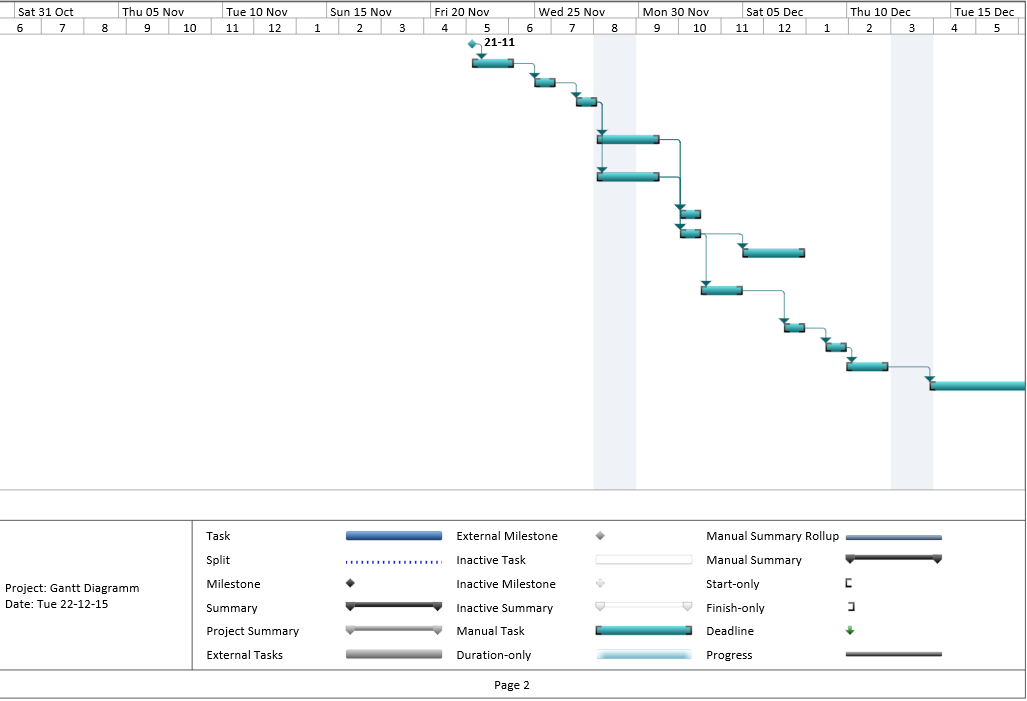 Sat 31 Oct Thu 05 Nov Tue 10 Nov Sun 15 Nov Fri 20 Nov Wed 25 Nov Mon 30 Nov Sat 05 Dec Thu 10 Dec Tue 15 Dec
6 7 8 9 10 11 12 1 2 3 4 5 6 7 8 9 10 11 12 1 2 3 4 5
21-11
Project: Gantt Diagramm
Date: Tue 22-12-15
Task External Milestone Manual Summary Rollup
Split Inactive Task Manual Summary
Milestone Inactive Milestone Start-only
Summary Inactive Summary Finish-only
Project Summary Manual Task Deadline
External Tasks Duration-only Progress
Page 2